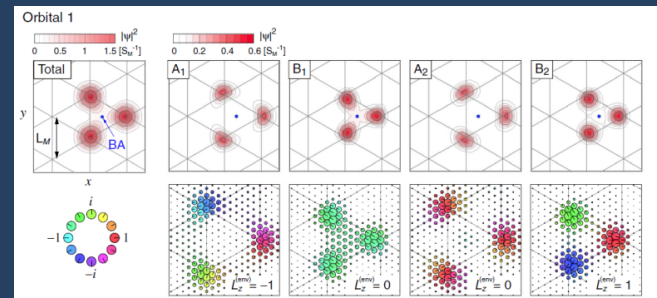 Orbital 1
|ψ|²
0 0.5 1 1.5 [S_M⁻¹]
|ψ|²
0 0.2 0.4 0.6 [S_M⁻¹]
Total
A₁
B₁
A₂
B₂
y
L_M
BA
x
i
-1
1
-i
L_z^(env) = -1
L_z^(env) = 0
L_z^(env) = 0
L_z^(env) = 1